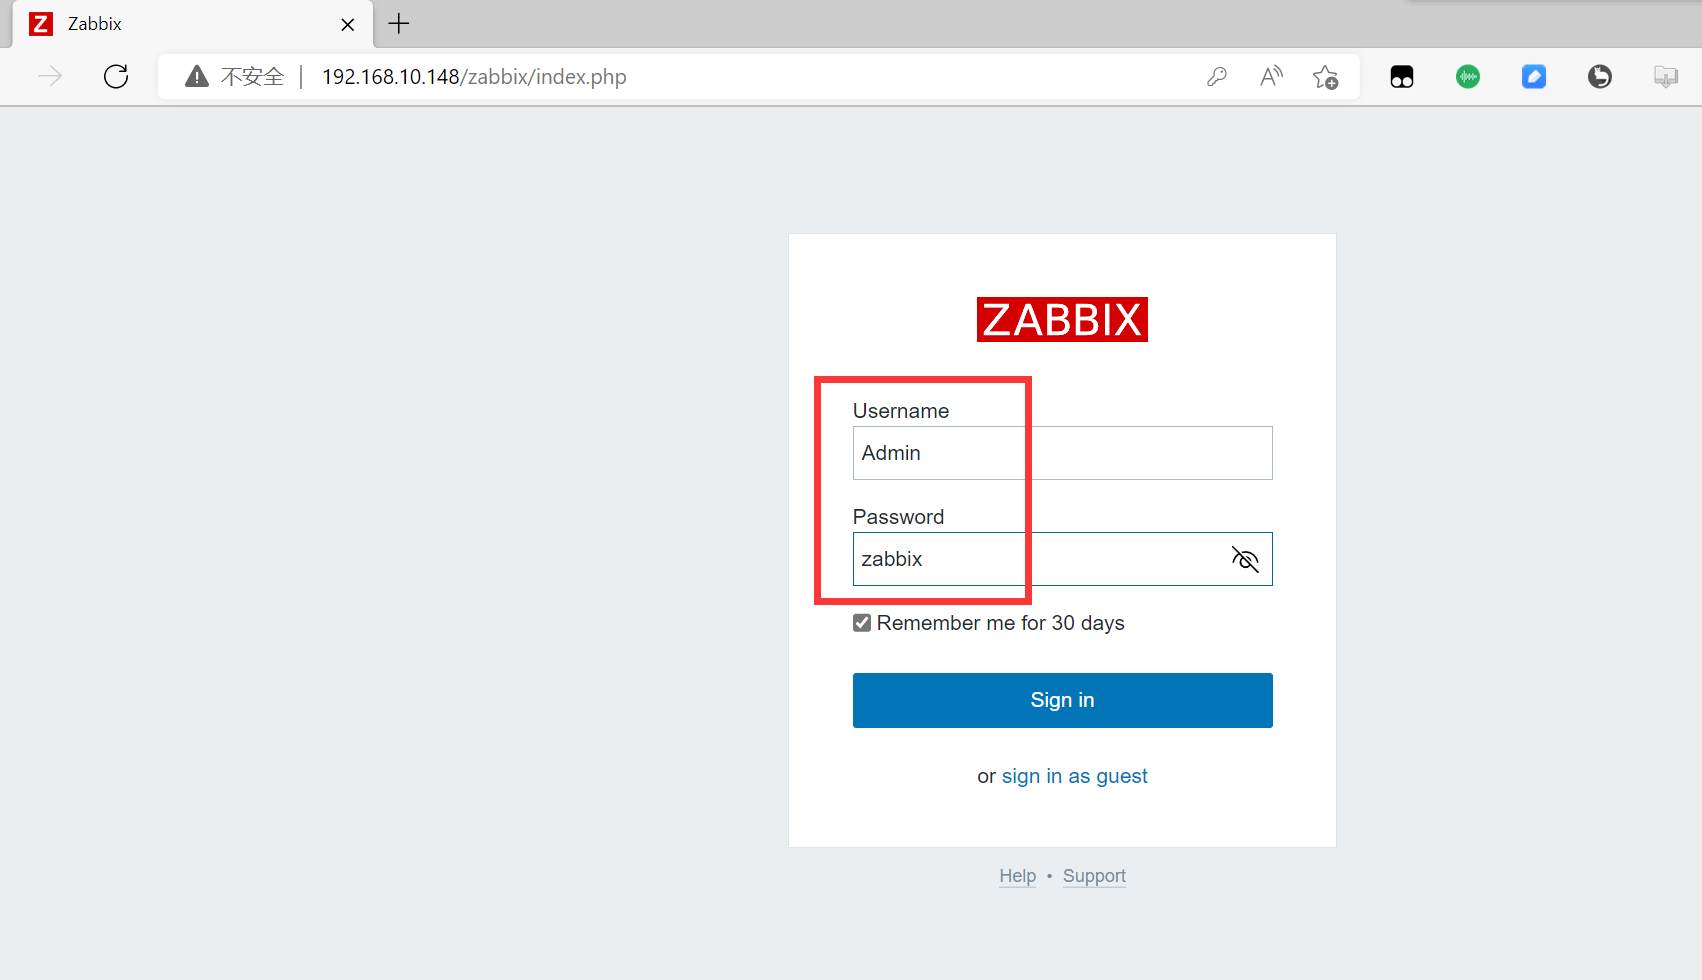 Z Zabbix
不安全 192.168.10.148/zabbix/index.php
ZABBIX
Username
Admin
Password
zabbix
Remember me for 30 days
Sign in
or sign in as guest
Help • Support